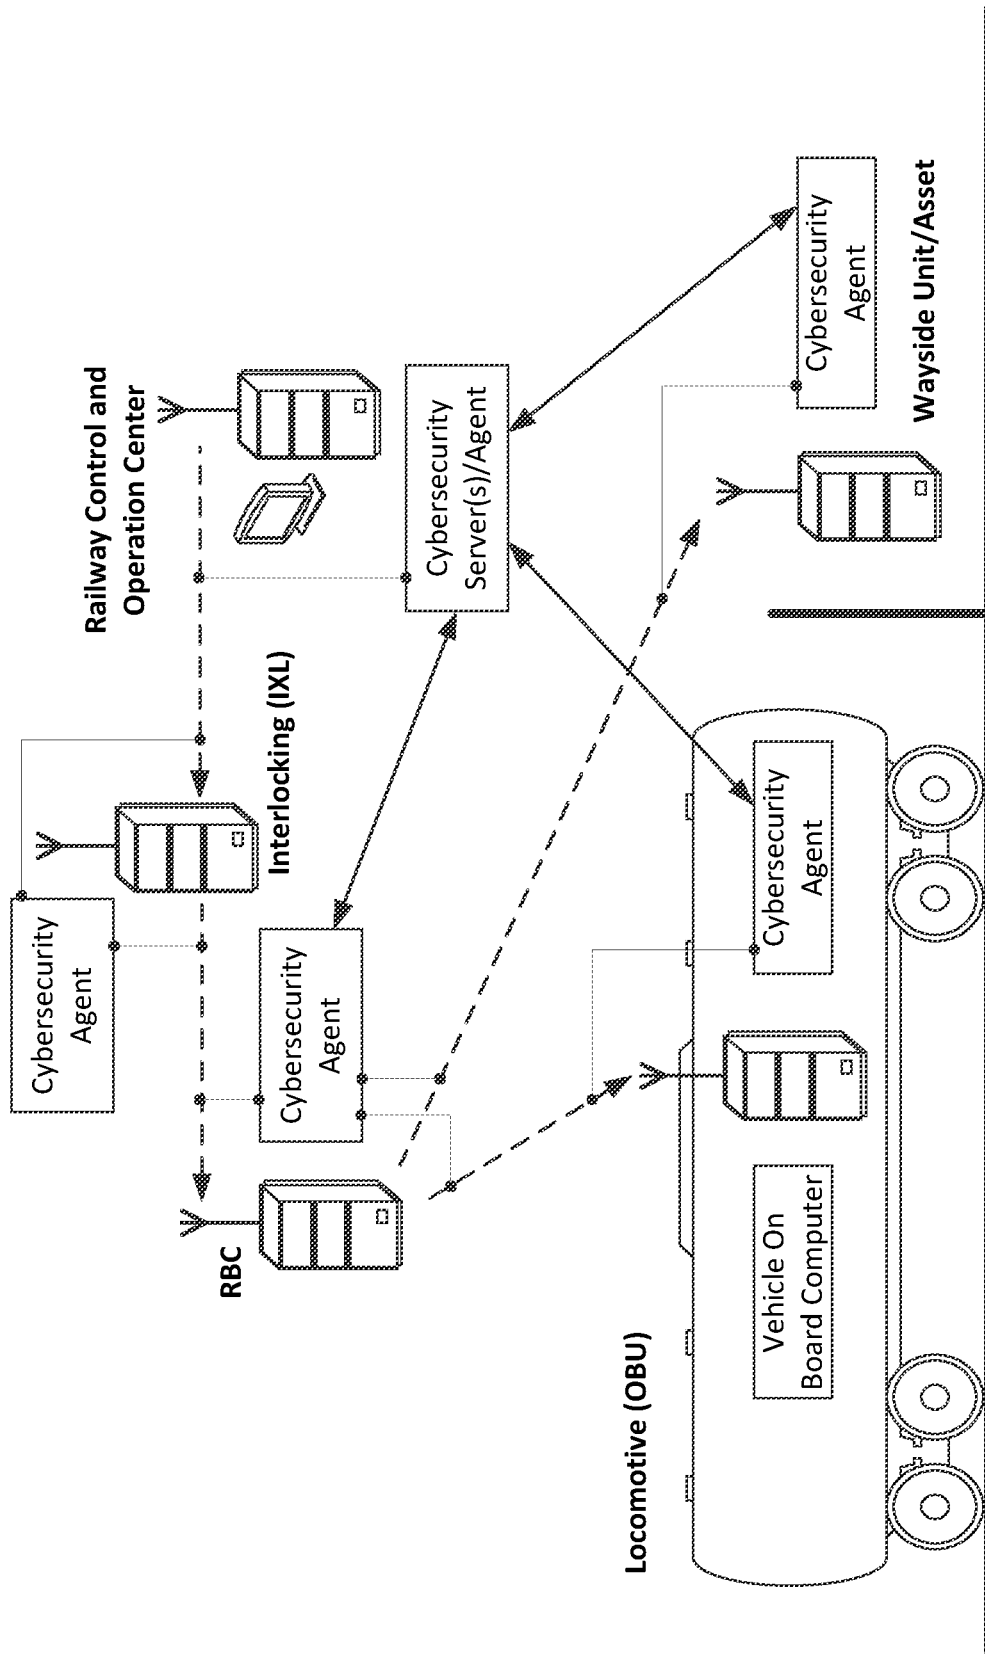 Railway Control and
Operation Center
Cybersecurity
Agent
Interlocking (IXL)
RBC
Cybersecurity
Agent
Cybersecurity
Server(s)/Agent
Locomotive (OBU)
Vehicle On
Board Computer
Cybersecurity
Agent
Cybersecurity
Agent
Wayside Unit/Asset